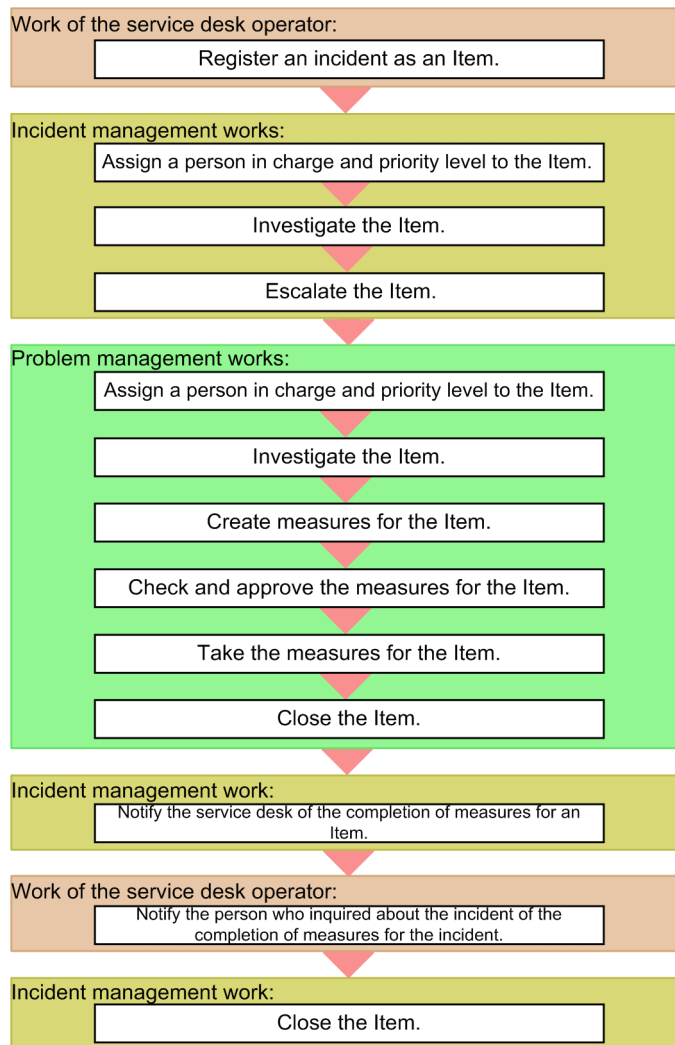 Work of the service desk operator:
Register an incident as an Item.
Incident management works:
Assign a person in charge and priority level to the Item.
Investigate the Item.
Escalate the Item.
Problem management works:
Assign a person in charge and priority level to the Item.
Investigate the Item.
Create measures for the Item.
Check and approve the measures for the Item.
Take the measures for the Item.
Close the Item.
Incident management work:
Notify the service desk of the completion of measures for an
Item.
Work of the service desk operator:
Notify the person who inquired about the incident of the
completion of measures for the incident.
Incident management work:
Close the Item.